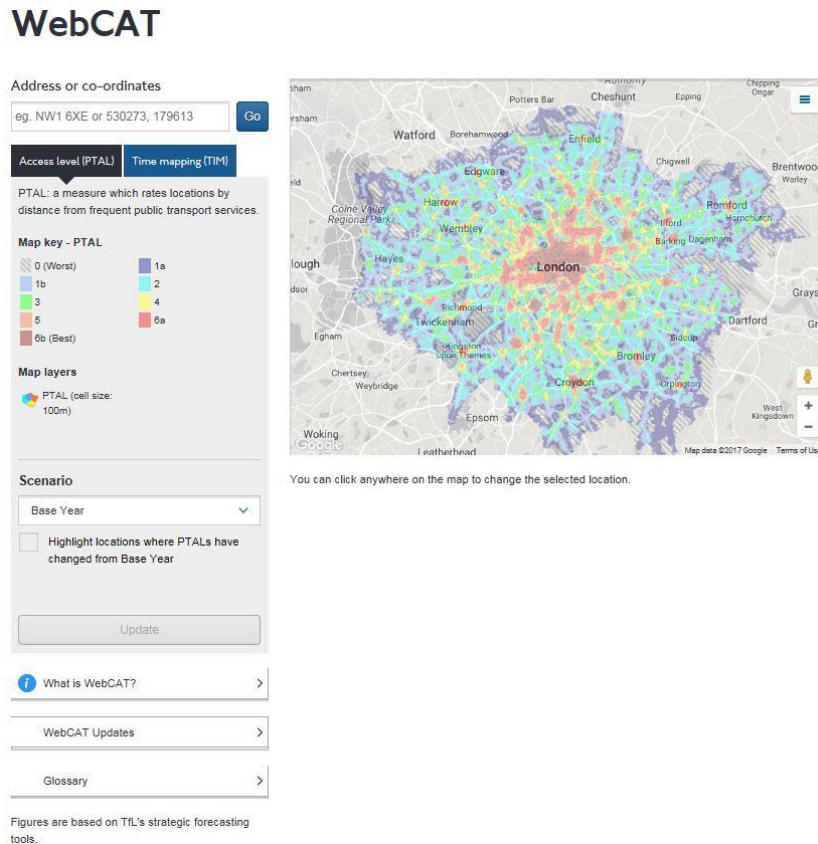 WebCAT
Address or co-ordinates
eg. NW1 6XE or 530273, 179613
Go
Access level (PTAL)
Time mapping (TIM)
PTAL: a measure which rates locations by
distance from frequent public transport services.
Map key - PTAL
0 (Worst)
1a
1b
2
3
4
5
6a
6b (Best)
Map layers
PTAL (cell size:
100m)
Scenario
Base Year
Highlight locations where PTALs have
changed from Base Year
Update
What is WebCAT?
WebCAT Updates
Glossary
Figures are based on TfL's strategic forecasting
tools.
Authority
Chipping
Ongar
Potters Bar
Cheshunt
Epping
Watford
Borehamwood
Enfield
Chigwell
Brentwoo
Warley
Edgware
Colne Valley
Regional Park
Harrow
Romford
Hornchurch
Wembley
Ilford
Barking
Dagenham
lough
Hayes
London
dsor
Grays
Richmond
Twickenham
Dartford
Gr
Egham
Kingston
upon Thames
Sidcup
Bromley
Chertsey
Weybridge
Croydon
Orpington
Epsom
West
Kingsdown
Woking
Google
Leatherhead
Map data ©2017 Google
Terms of Us
You can click anywhere on the map to change the selected location.